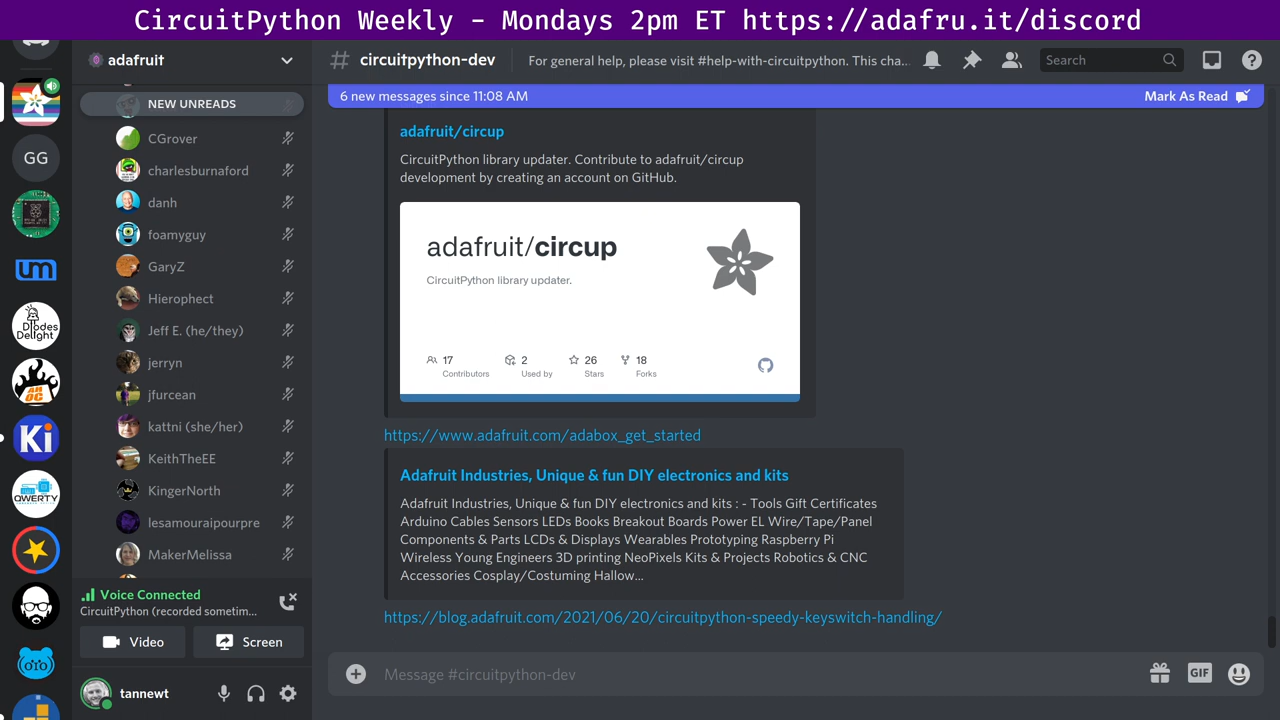 CircuitPython Weekly - Mondays 2pm ET https://adafru.it/discord
adafruit
# circuitpython-dev
For general help, please visit #help-with-circuitpython. This cha...
Search
6 new messages since 11:08 AM
Mark As Read
NEW UNREADS
CGrover
charlesburnaford
danh
foamyguy
GaryZ
Hierophect
Jeff E. (he/they)
jerryn
jfurcean
kattni (she/her)
KeithTheEE
KingerNorth
lesamouraipourpre
MakerMelissa
Voice Connected
CircuitPython (recorded sometim...
Video
Screen
tannewt
GG
um
Diodes
Delight
AHOC
Ki
QWERTY
adafruit/circup
CircuitPython library updater. Contribute to adafruit/circup
development by creating an account on GitHub.
adafruit/circup
CircuitPython library updater.
17
Contributors
2
Used by
26
Stars
18
Forks
https://www.adafruit.com/adabox_get_started
Adafruit Industries, Unique & fun DIY electronics and kits
Adafruit Industries, Unique & fun DIY electronics and kits : - Tools Gift Certificates
Arduino Cables Sensors LEDs Books Breakout Boards Power EL Wire/Tape/Panel
Components & Parts LCDs & Displays Wearables Prototyping Raspberry Pi
Wireless Young Engineers 3D printing NeoPixels Kits & Projects Robotics & CNC
Accessories Cosplay/Costuming Hallow...
https://blog.adafruit.com/2021/06/20/circuitpython-speedy-keyswitch-handling/
Message #circuitpython-dev
GIF